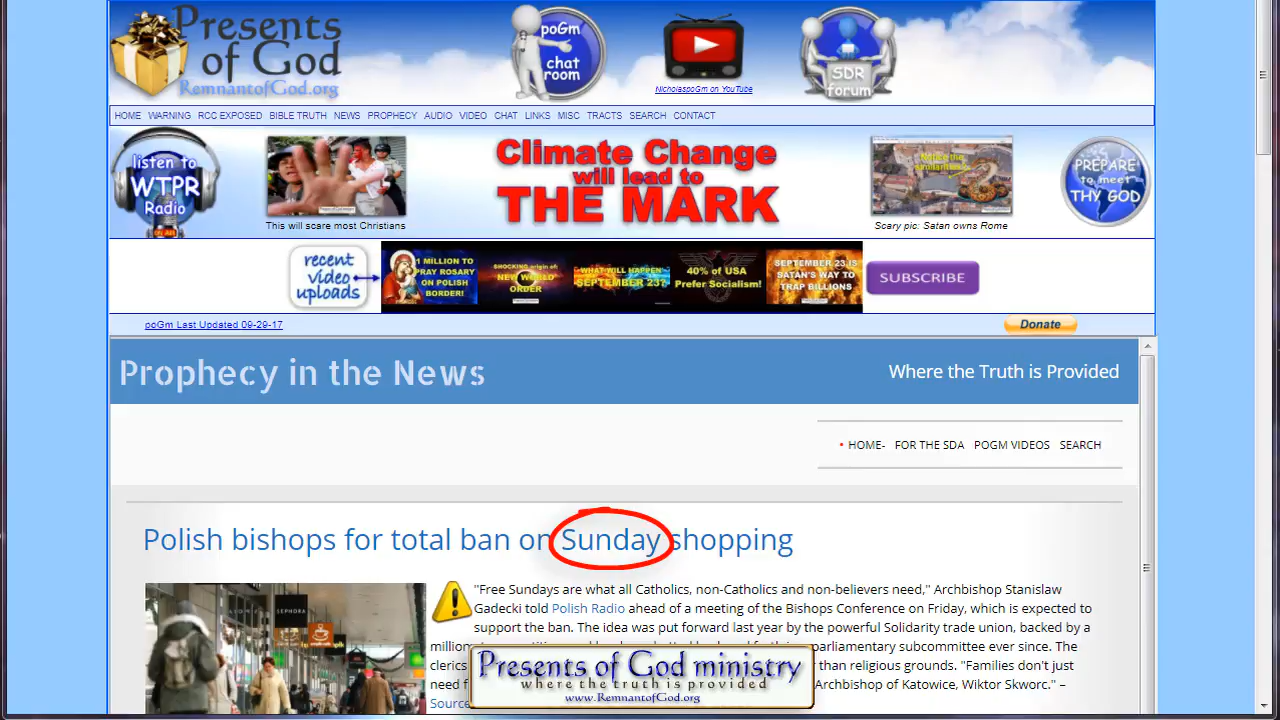 Presents
of God
RemnantofGod.org
poGm
chat
room
NicholaspoGm on YouTube
SDR
forum
HOME WARNING RCC EXPOSED BIBLE TRUTH NEWS PROPHECY AUDIO VIDEO CHAT LINKS MISC TRACTS SEARCH CONTACT
listen to
WTPR
Radio
ON AIR
This will scare most Christians
Climate Change
will lead to
THE MARK
Notice the
Scary pic: Satan owns Rome
PREPARE
to meet
THY GOD
recent
video
uploads
1 MILLION TO
PRAY ROSARY
ON POLISH
BORDER!
SHOCKING origin of:
NEW WORLD
ORDER
WHAT WILL HAPPEN
SEPTEMBER 23?
40% of USA
Prefer Socialism!
SEPTEMBER 23 IS
SATAN'S WAY TO
TRAP BILLIONS
SUBSCRIBE
poGm Last Updated 09-29-17
Donate
Prophecy in the News
Where the Truth is Provided
HOME- FOR THE SDA POGM VIDEOS SEARCH
Polish bishops for total ban on Sunday shopping
"Free Sundays are what all Catholics, non-Catholics and non-believers need," Archbishop Stanislaw
Gadecki told Polish Radio ahead of a meeting of the Bishops Conference on Friday, which is expected to
support the ban. The idea was put forward last year by the powerful Solidarity trade union, backed by a
parliamentary subcommittee ever since. The
clerics than religious grounds. "Families don't just
need Archbishop of Katowice, Wiktor Skworc." –
Source
SEPHORA
Presents of God ministry
where the truth is provided
www.RemnantofGod.org